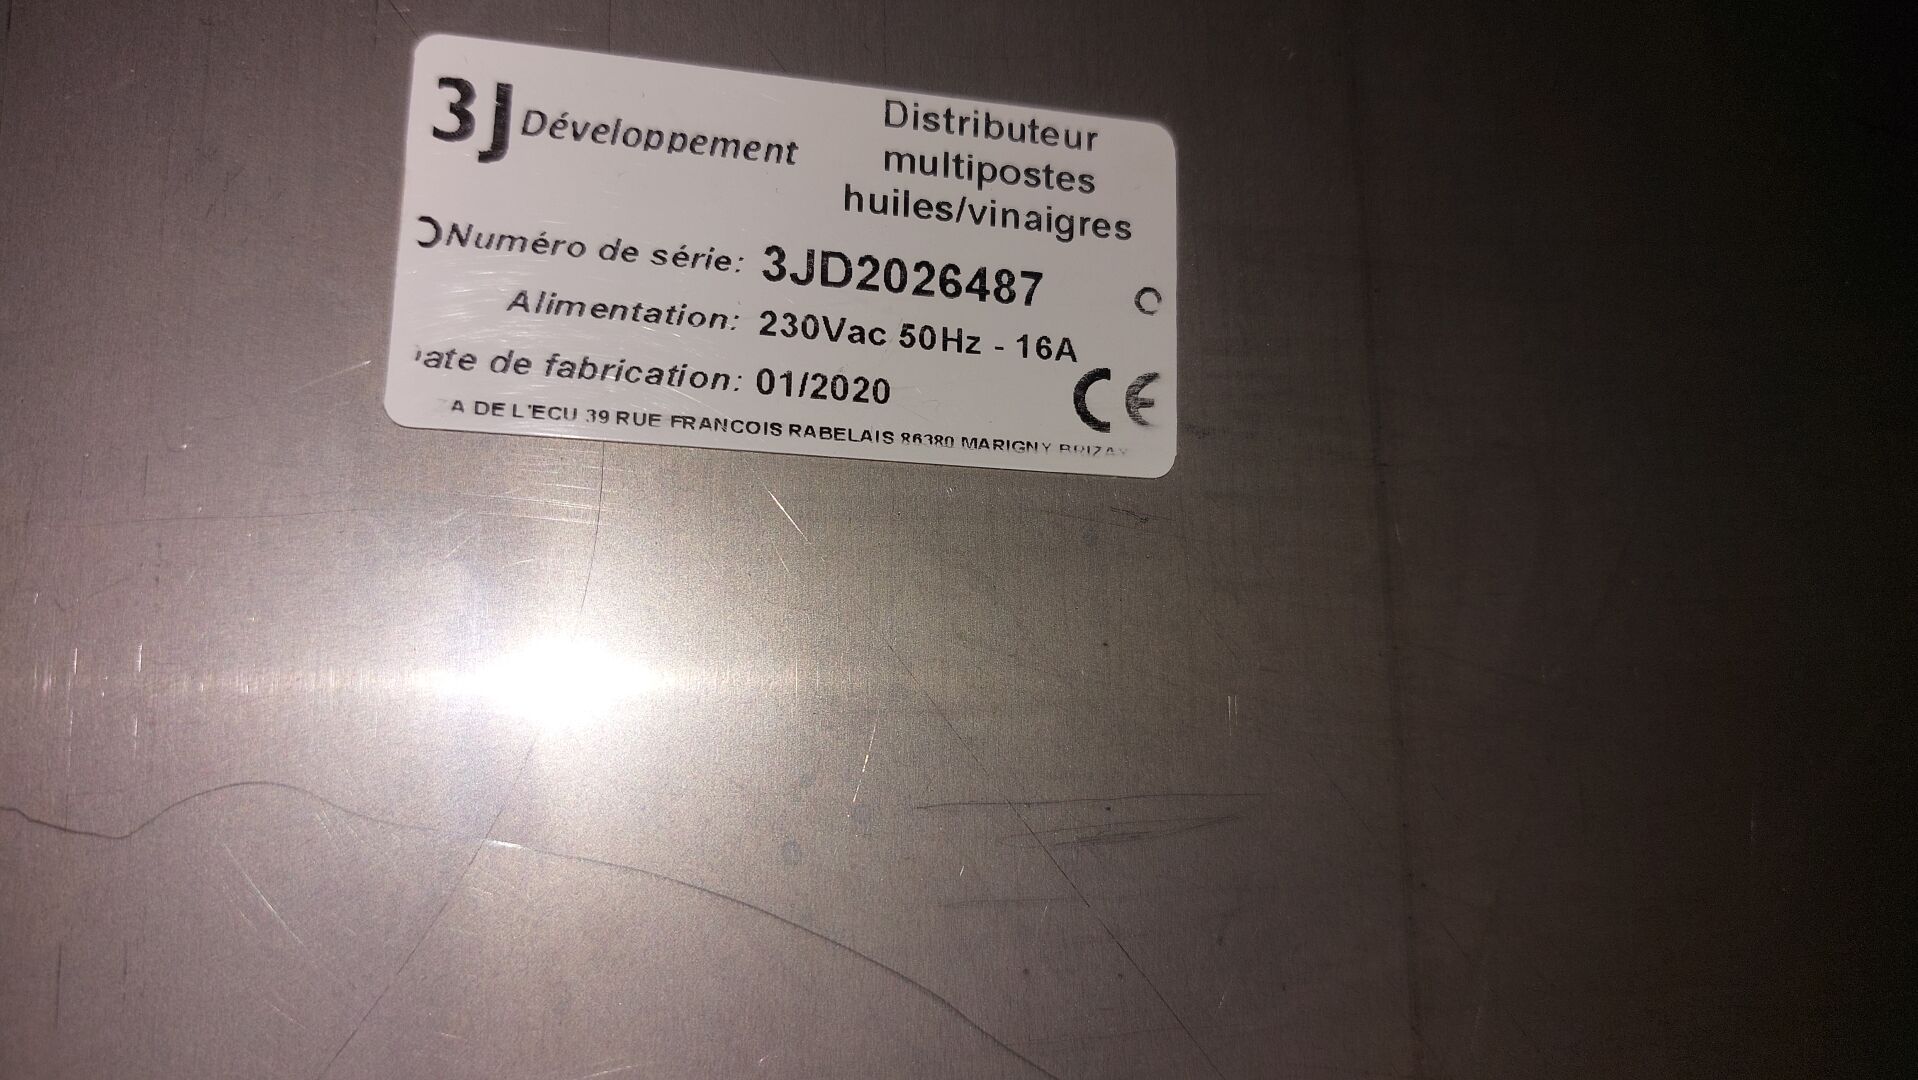 3J Développement
Distributeur
multipostes
huiles/vinaigres
Numéro de série: 3JD2026487
Alimentation: 230Vac 50Hz - 16A
ate de fabrication: 01/2020
CE
A DE L'ECU 39 RUE FRANCOIS RABELAIS 86380 MARIGNY